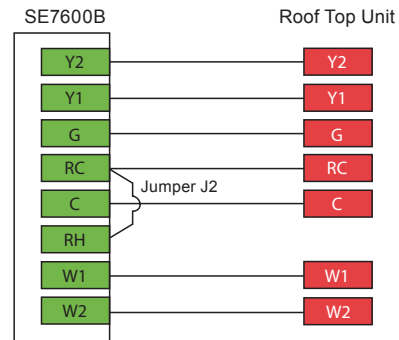 SE7600B Roof Top Unit
Y2 Y2
Y1 Y1
G G
RC RC
Jumper J2
C C
RH
W1 W1
W2 W2